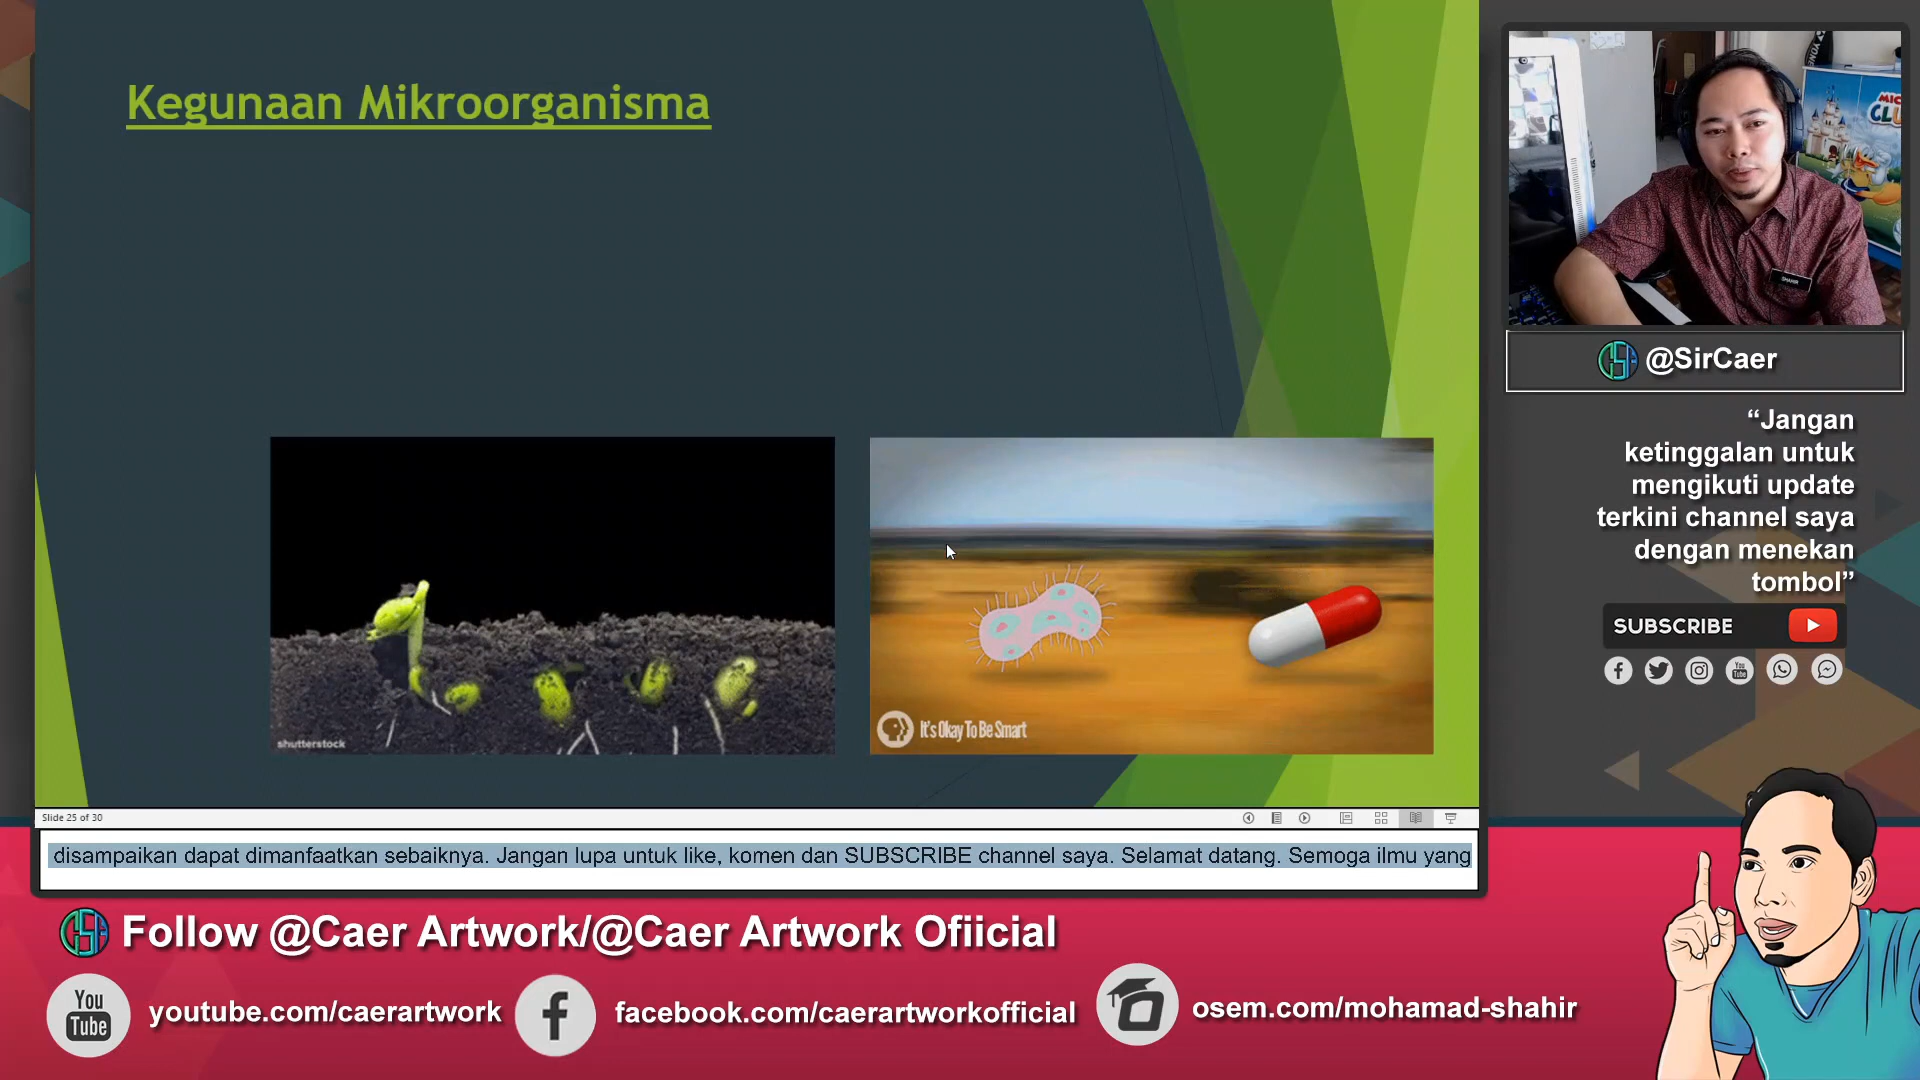 Kegunaan Mikroorganisma
shutterstock
It's Okay To Be Smart
Slide 25 of 30
disampaikan dapat dimanfaatkan sebaiknya. Jangan lupa untuk like, komen dan SUBSCRIBE channel saya. Selamat datang. Semoga ilmu yang
SHAHIR
@SirCaer
“Jangan
ketinggalan untuk
mengikuti update
terkini channel saya
dengan menekan
tombol”
SUBSCRIBE
You
Tube
Follow @Caer Artwork/@Caer Artwork Ofiicial
You
Tube
youtube.com/caerartwork
facebook.com/caerartworkofficial
osem.com/mohamad-shahir